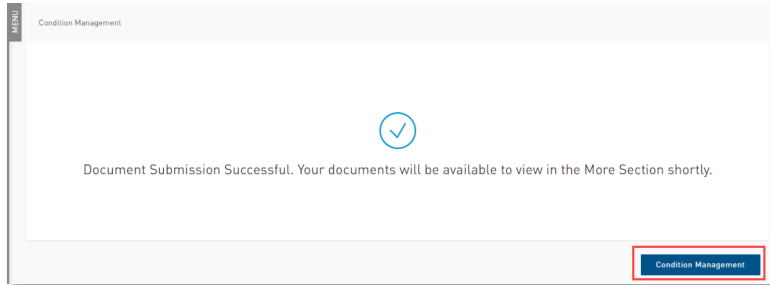 MENU
Condition Management
Document Submission Successful. Your documents will be available to view in the More Section shortly.
Condition Management